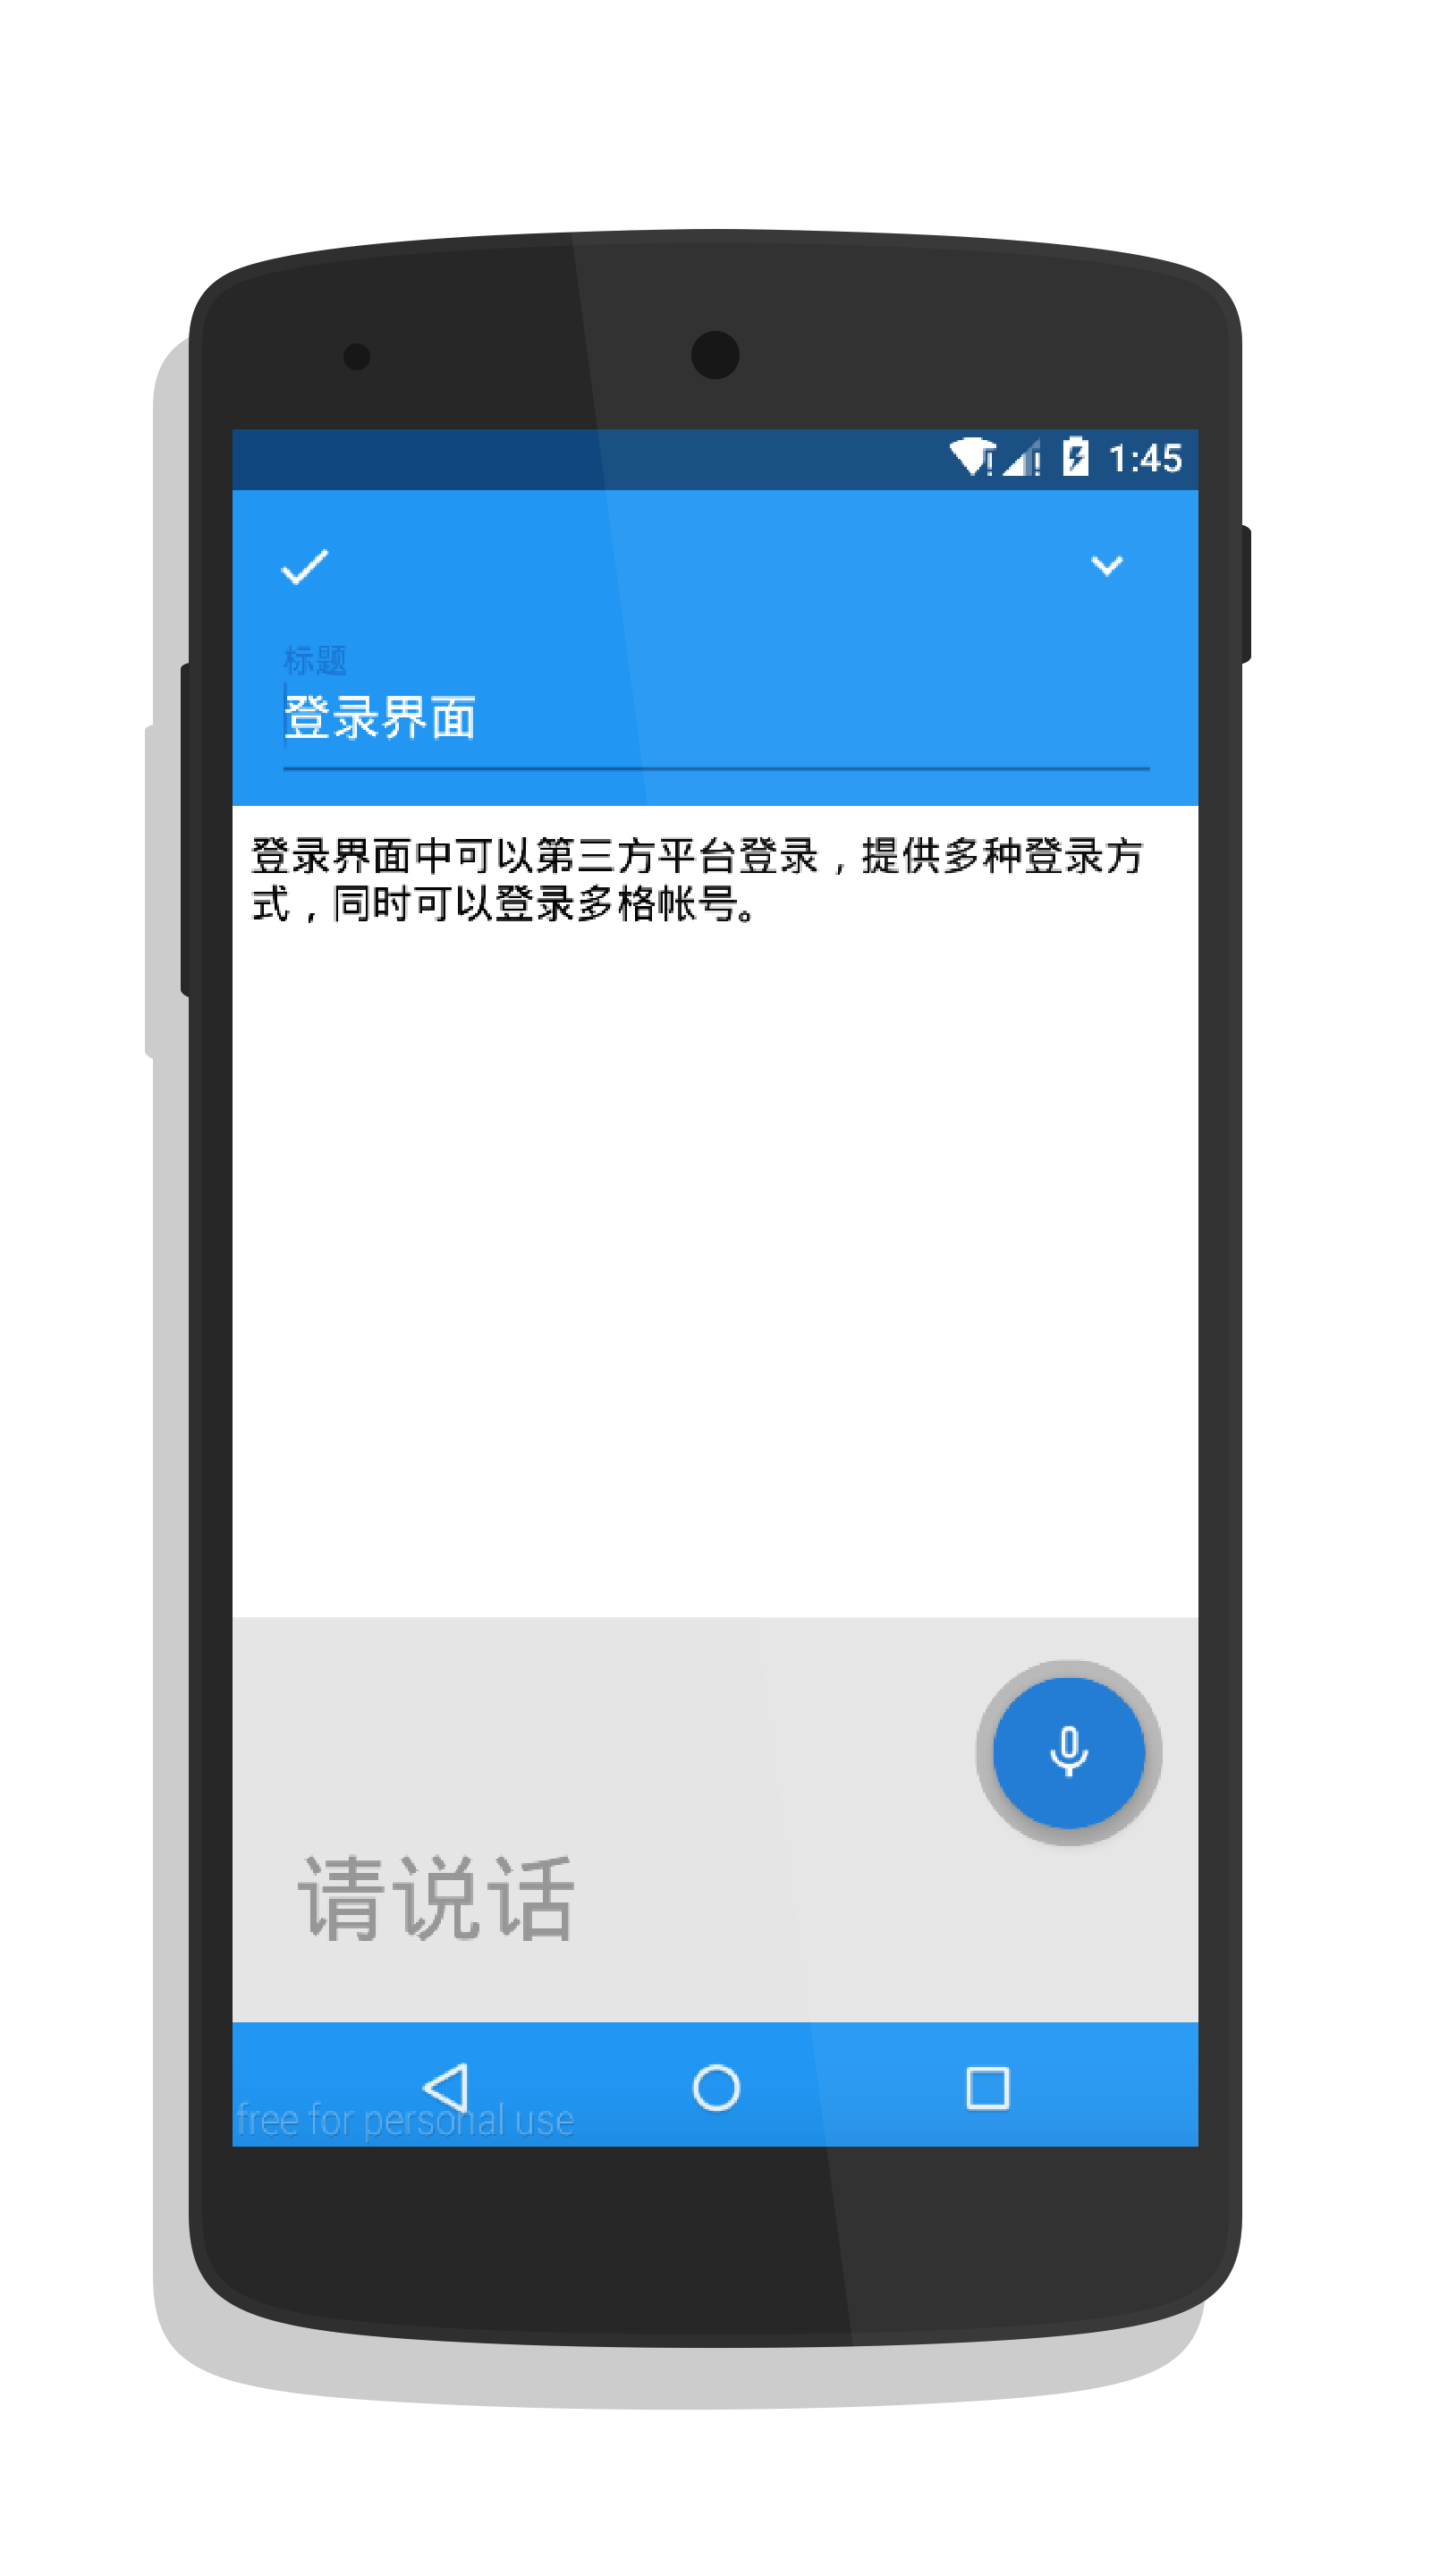 1:45
标题
登录界面
登录界面中可以第三方平台登录，提供多种登录方
式，同时可以登录多格帐号。
请说话
free for personal use